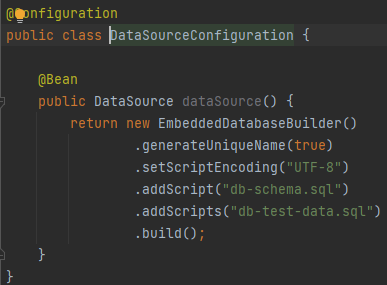 @Configuration
public class DataSourceConfiguration {
@Bean
public DataSource dataSource() {
return new EmbeddedDatabaseBuilder()
.generateUniqueName(true)
.setScriptEncoding("UTF-8")
.addScript("db-schema.sql")
.addScripts("db-test-data.sql")
.build();
}
}